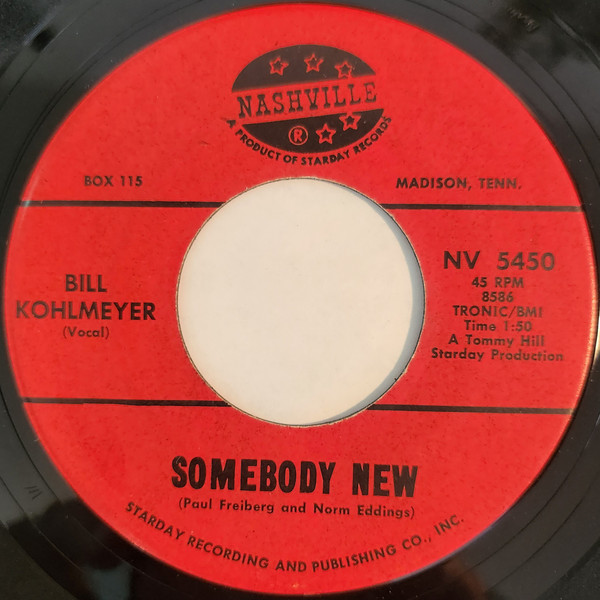 NASHVILLE
®
A PRODUCT OF STARDAY RECORDS
BOX 115
MADISON, TENN.
BILL
KOHLMEYER
(Vocal)
NV 5450
45 RPM
8586
TRONIC/BMI
Time 1:50
A Tommy Hill
Starday Production
SOMEBODY NEW
(Paul Freiberg and Norm Eddings)
STARDAY RECORDING AND PUBLISHING CO., INC.